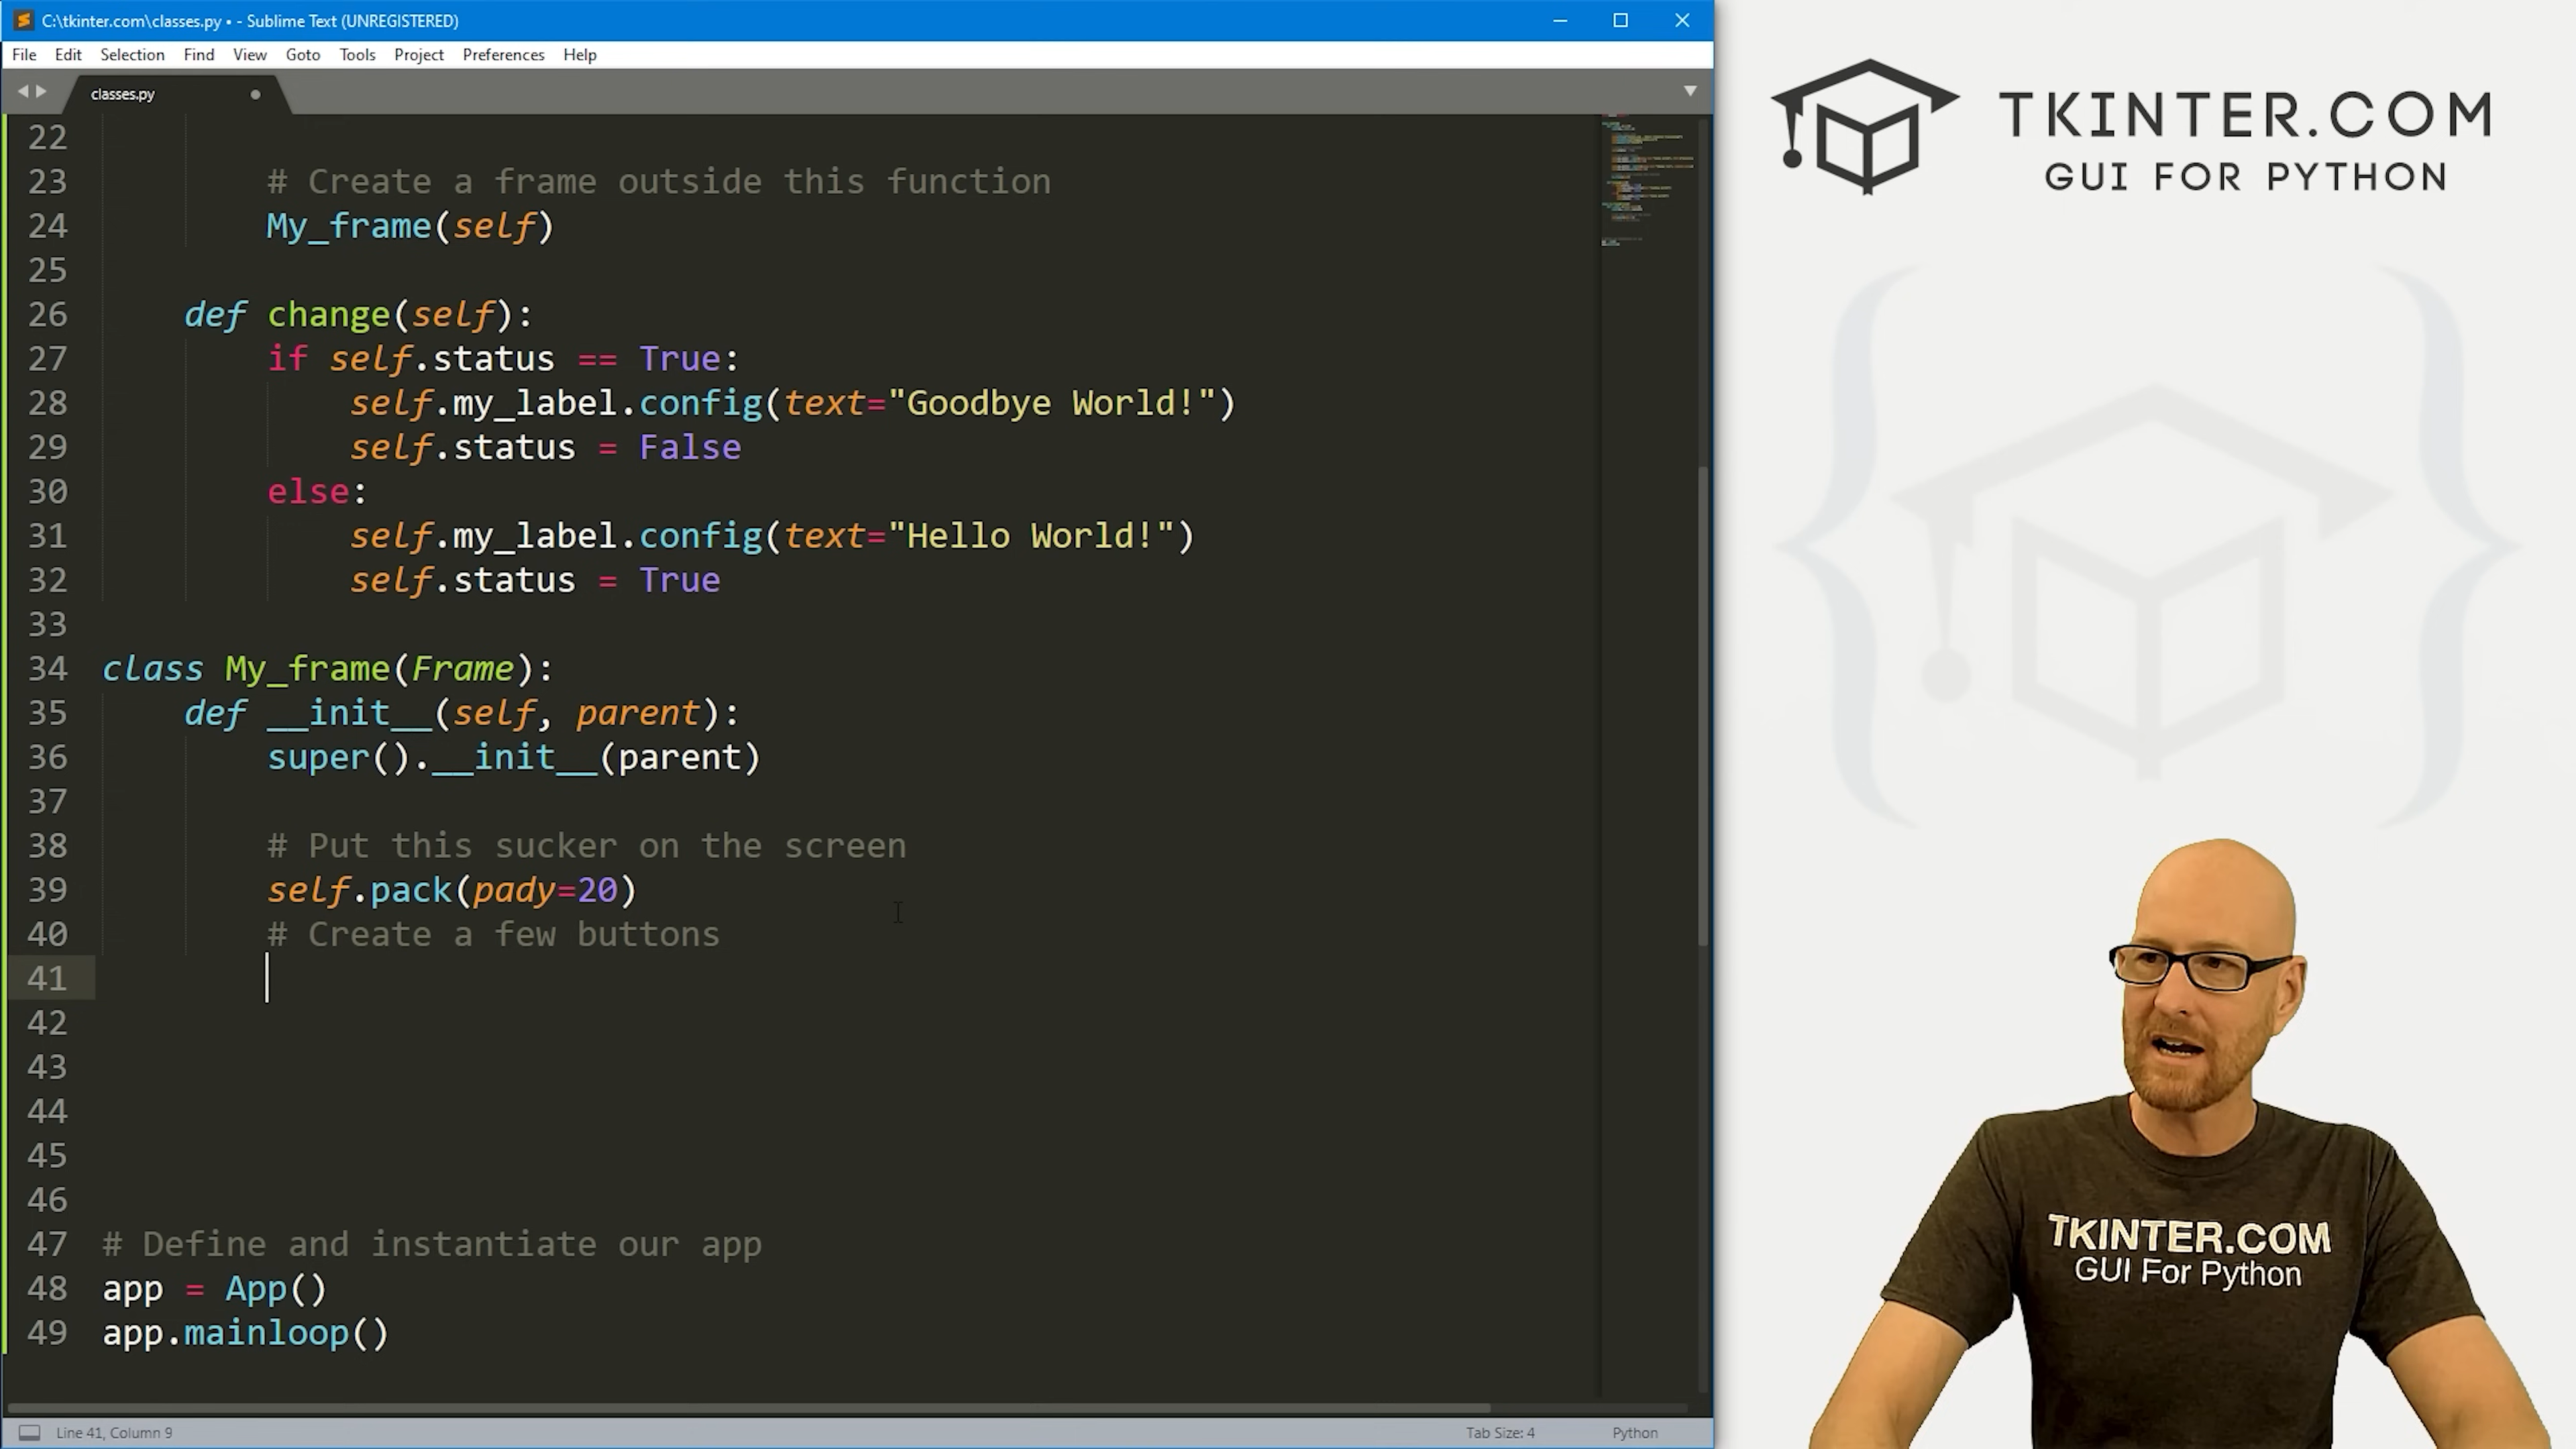 C:\tkinter.com\classes.py • - Sublime Text (UNREGISTERED)
File Edit Selection Find View Goto Tools Project Preferences Help
classes.py
22
23 # Create a frame outside this function
24 My_frame(self)
25
26 def change(self):
27 if self.status == True:
28 self.my_label.config(text="Goodbye World!")
29 self.status = False
30 else:
31 self.my_label.config(text="Hello World!")
32 self.status = True
33
34 class My_frame(Frame):
35 def __init__(self, parent):
36 super().__init__(parent)
37
38 # Put this sucker on the screen
39 self.pack(pady=20)
40 # Create a few buttons
41
42
43
44
45
46
47 # Define and instantiate our app
48 app = App()
49 app.mainloop()
Line 41, Column 9
Tab Size: 4
Python
TKINTER.COM
GUI FOR PYTHON
TKINTER.COM
GUI For Python